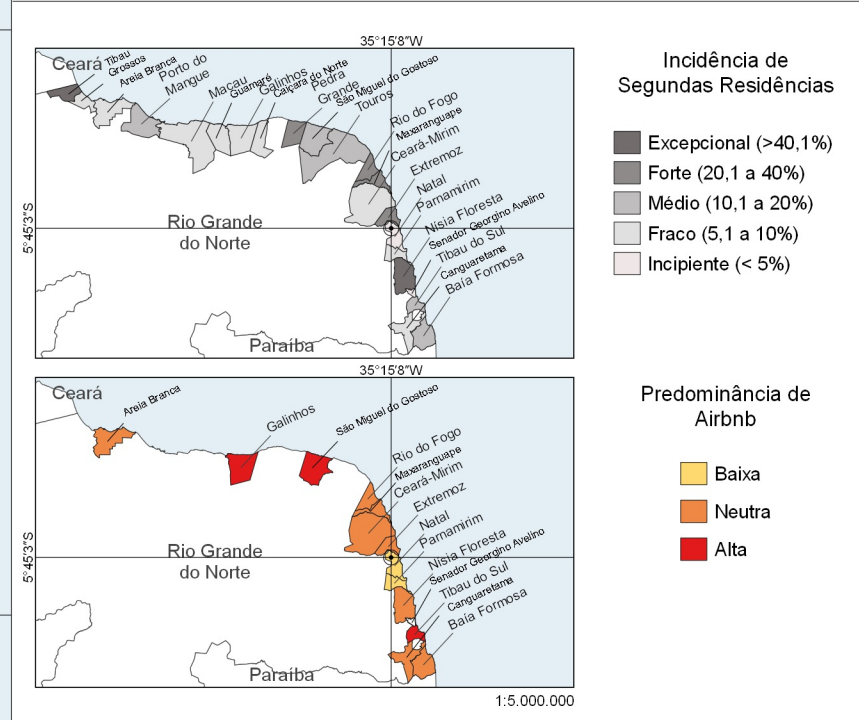 35°15'8"W
Ceará
Tibau
Grossos
Areia Branca
Porto do
Mangue
Macau
Guamaré
Galinhos
Caiçara do Norte
Pedra
Grande
São Miguel do Gostoso
Touros
Rio do Fogo
Maxaranguape
Ceará-Mirim
Extremoz
Natal
Parnamirim
Nísia Floresta
Senador Georgino Avelino
Tibau do Sul
Canguaretama
Baía Formosa
Rio Grande
do Norte
5°45'3"S
Paraíba
Incidência de
Segundas Residências
Excepcional (>40,1%)
Forte (20,1 a 40%)
Médio (10,1 a 20%)
Fraco (5,1 a 10%)
Incipiente (< 5%)
35°15'8"W
Ceará
Areia Branca
Galinhos
São Miguel do Gostoso
Rio do Fogo
Maxaranguape
Ceará-Mirim
Extremoz
Natal
Parnamirim
Nísia Floresta
Senador Georgino Avelino
Tibau do Sul
Canguaretama
Baía Formosa
Rio Grande
do Norte
5°45'3"S
Paraíba
Predominância de
Airbnb
Baixa
Neutra
Alta
1:5.000.000